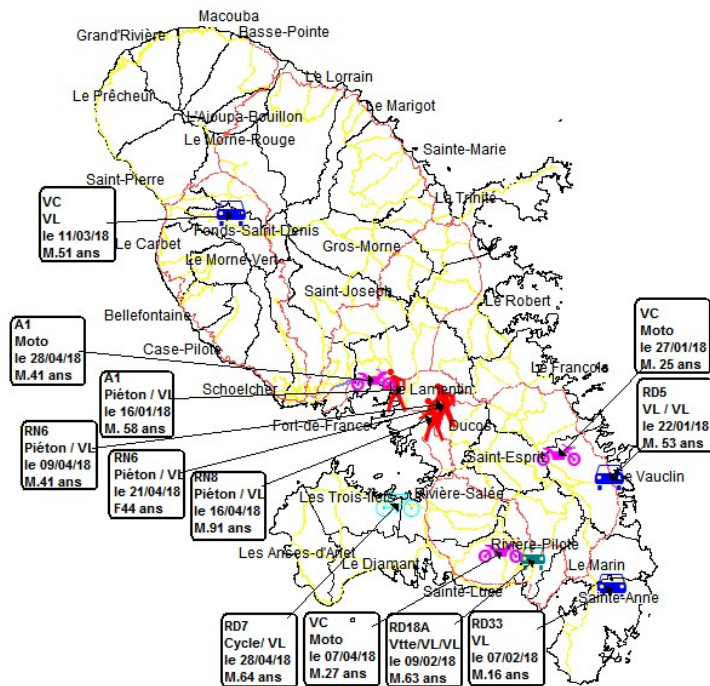 Macouba
Grand'Rivière
Basse-Pointe
Le Lorrain
Le Prêcheur
Le Marigot
L'Ajoupa-Bouillon
Le Morne-Rouge
Sainte-Marie
Saint-Pierre
La Trinité
VC
VL
le 11/03/18
M.51 ans
Fonds-Saint-Denis
Le Carbet
Gros-Morne
Le Morne-Vert
Saint-Joseph
Le Robert
Bellefontaine
VC
Moto
le 27/01/18
M. 25 ans
A1
Moto
le 28/04/18
M.41 ans
Case-Pilote
Le François
A1
Piéton / VL
le 16/01/18
M. 58 ans
Schoelcher
Le Lamentin
RD5
VL / VL
le 22/01/18
M. 53 ans
Fort-de-France
Ducos
RN6
Piéton / VL
le 09/04/18
M.41 ans
RN6
Piéton / VL
le 21/04/18
F44 ans
Saint-Esprit
RN8
Piéton / VL
le 16/04/18
M.91 ans
Le Vauclin
Les Trois-Ilets
Rivière-Salée
Les Anses-d'Arlet
Rivière-Pilote
Le Diamant
Le Marin
Sainte-Luce
Sainte-Anne
RD7
Cycle/ VL
le 28/04/18
M.64 ans
VC
Moto
le 07/04/18
M.27 ans
RD18A
Vtte/VL/VL
le 09/02/18
M.63 ans
RD33
VL
le 07/02/18
M.16 ans